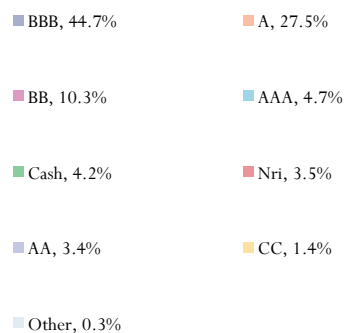 BBB, 44.7%
A, 27.5%
BB, 10.3%
AAA, 4.7%
Cash, 4.2%
Nri, 3.5%
AA, 3.4%
CC, 1.4%
Other, 0.3%